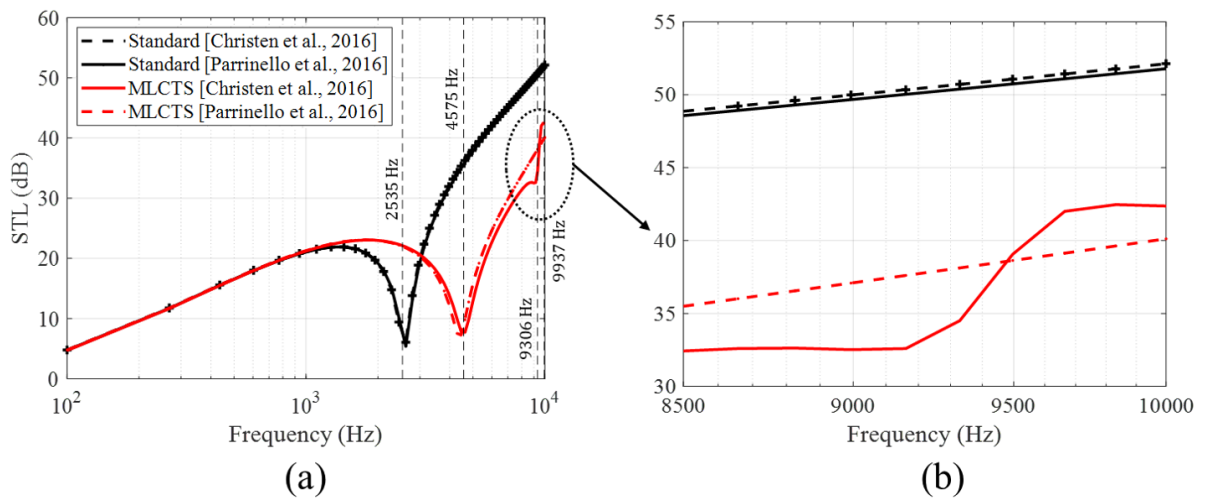 60
50
40
30
20
10
0
STL (dB)
Standard [Christen et al., 2016]
Standard [Parrinello et al., 2016]
MLCTS [Christen et al., 2016]
MLCTS [Parrinello et al., 2016]
2535 Hz
4575 Hz
9306 Hz
9937 Hz
10² 10³ 10⁴
Frequency (Hz)
(a)
55
50
45
40
35
30
8500 9000 9500 10000
Frequency (Hz)
(b)